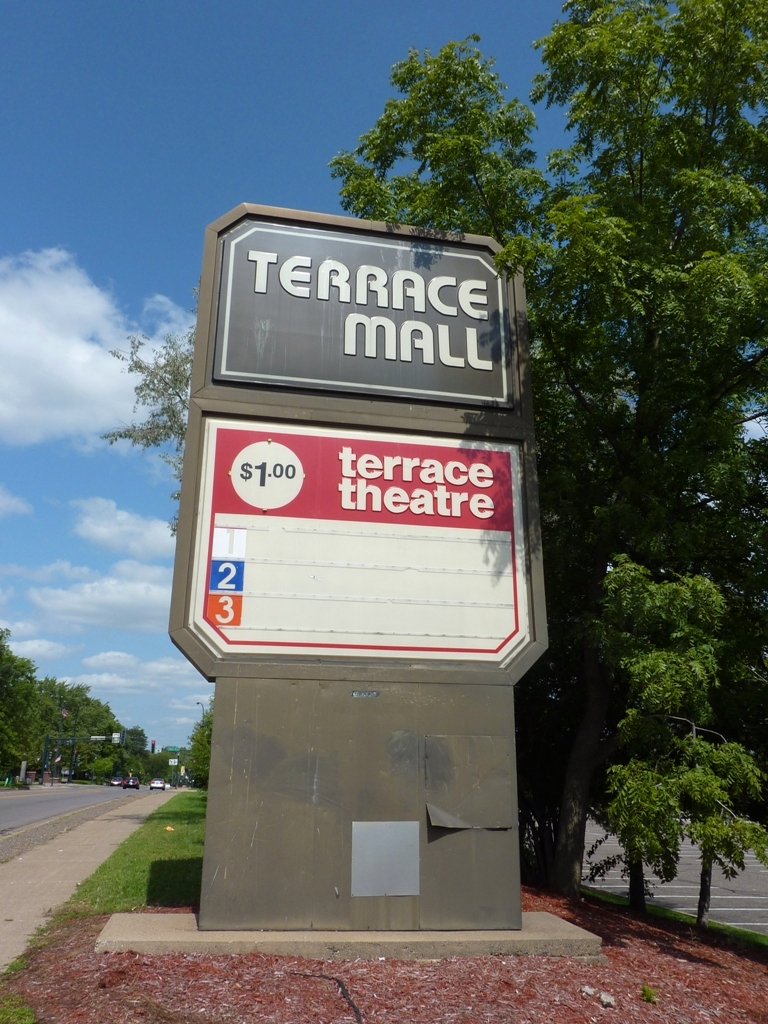 TERRACE
MALL
$1.00
terrace
theatre
1
2
3